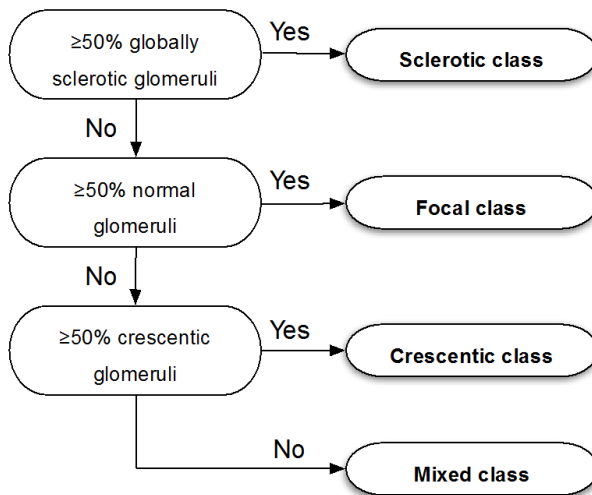 ≥50% globally
sclerotic glomeruli
Yes
Sclerotic class
No
≥50% normal
glomeruli
Yes
Focal class
No
≥50% crescentic
glomeruli
Yes
Crescentic class
No
Mixed class